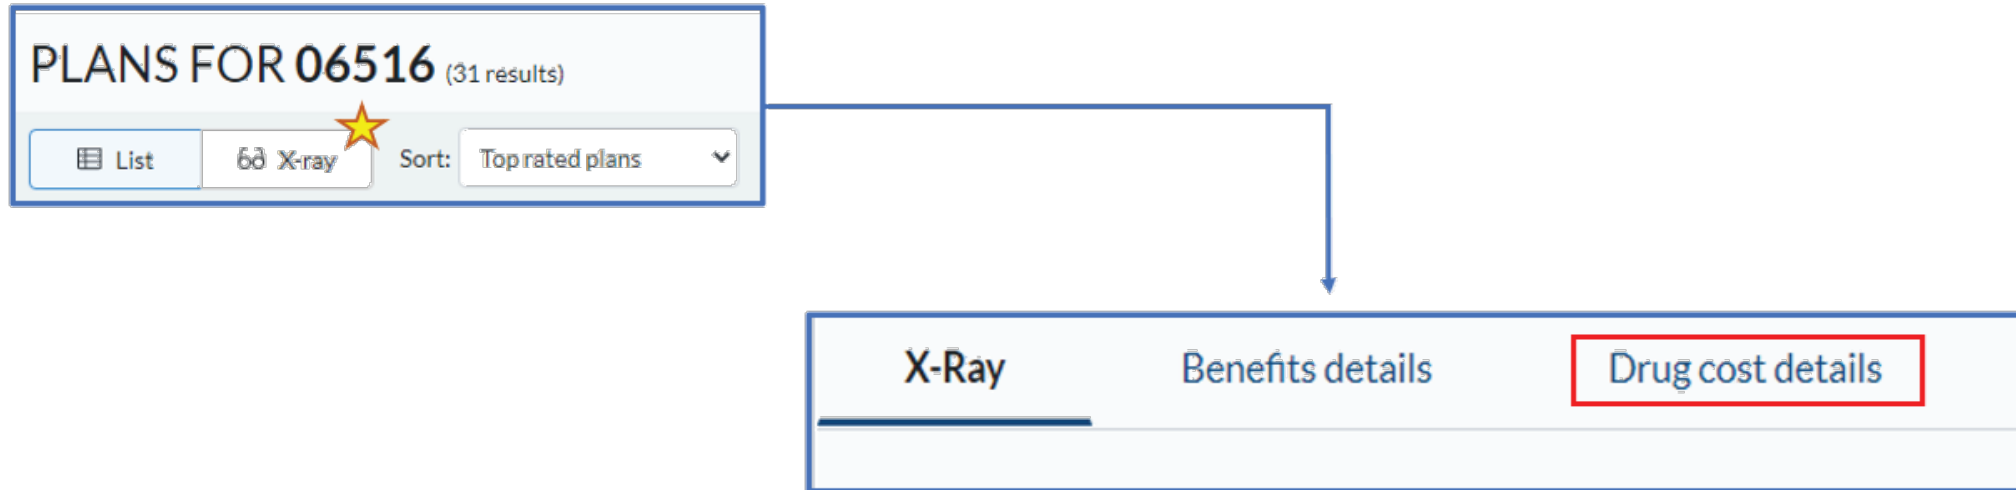 PLANS FOR 06516 (31 results)
List X-ray Sort: Top rated plans
X-Ray Benefits details Drug cost details